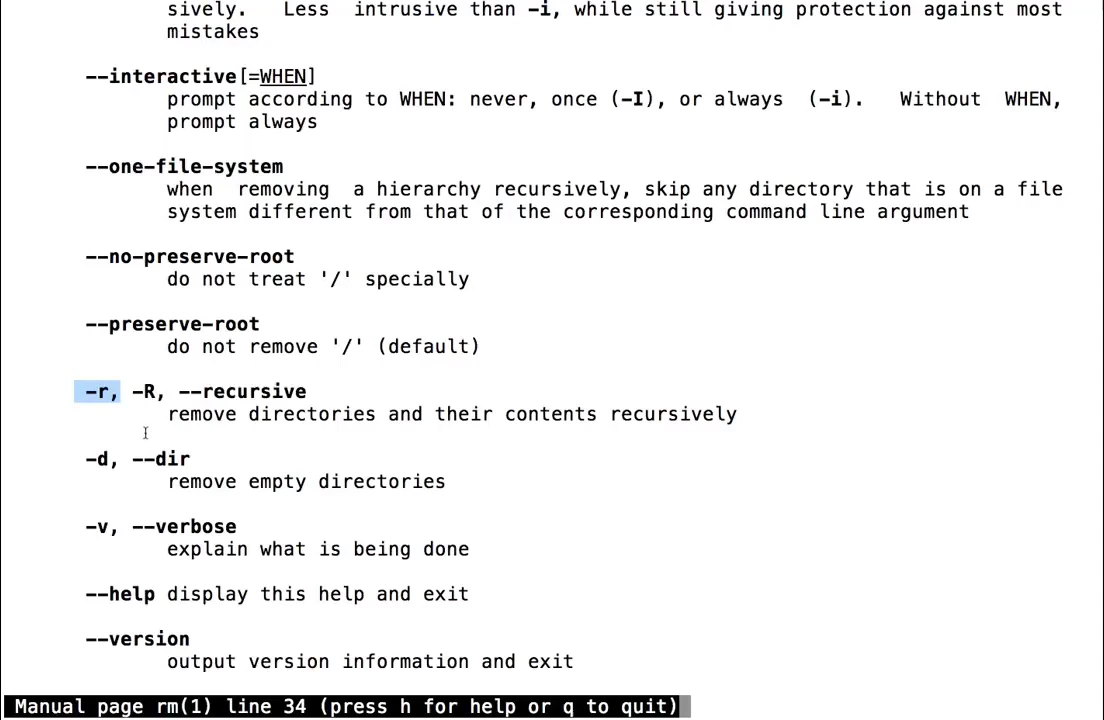 sively. Less intrusive than -i, while still giving protection against most
mistakes
--interactive[=WHEN]
prompt according to WHEN: never, once (-I), or always (-i). Without WHEN,
prompt always
--one-file-system
when removing a hierarchy recursively, skip any directory that is on a file
system different from that of the corresponding command line argument
--no-preserve-root
do not treat '/' specially
--preserve-root
do not remove '/' (default)
-r, -R, --recursive
remove directories and their contents recursively
-d, --dir
remove empty directories
-v, --verbose
explain what is being done
--help display this help and exit
--version
output version information and exit
Manual page rm(1) line 34 (press h for help or q to quit)